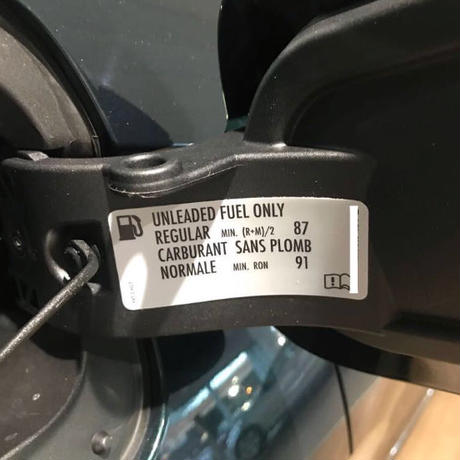 UNLEADED FUEL ONLY
REGULAR MIN. (R+M)/2 87
CARBURANT SANS PLOMB
NORMALE MIN. RON 91